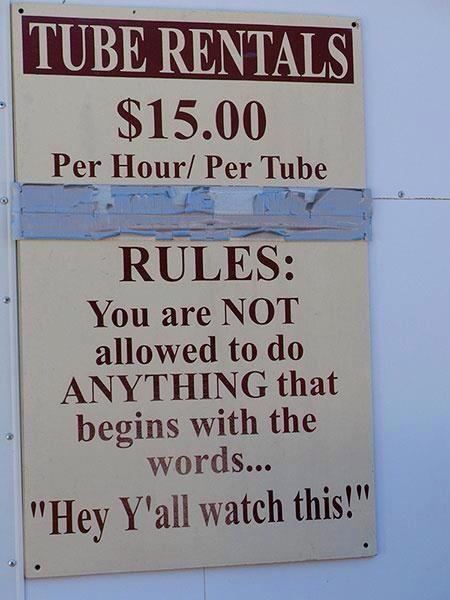 TUBE RENTALS
$15.00
Per Hour/ Per Tube
RULES:
You are NOT
allowed to do
ANYTHING that
begins with the
words...
"Hey Y'all watch this!"